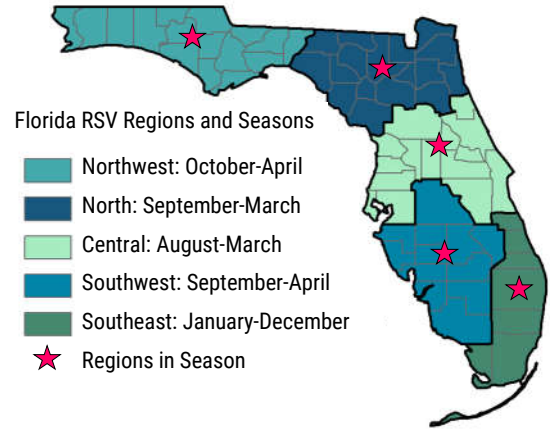 Florida RSV Regions and Seasons
Northwest: October-April
North: September-March
Central: August-March
Southwest: September-April
Southeast: January-December
Regions in Season